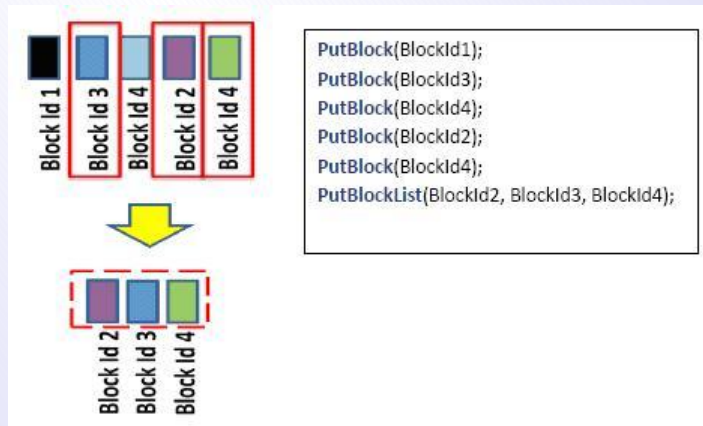 Block Id 1
Block Id 3
Block Id 4
Block Id 2
Block Id 4
PutBlock(BlockId1);
PutBlock(BlockId3);
PutBlock(BlockId4);
PutBlock(BlockId2);
PutBlock(BlockId4);
PutBlockList(BlockId2, BlockId3, BlockId4);
Block Id 2
Block Id 3
Block Id 4